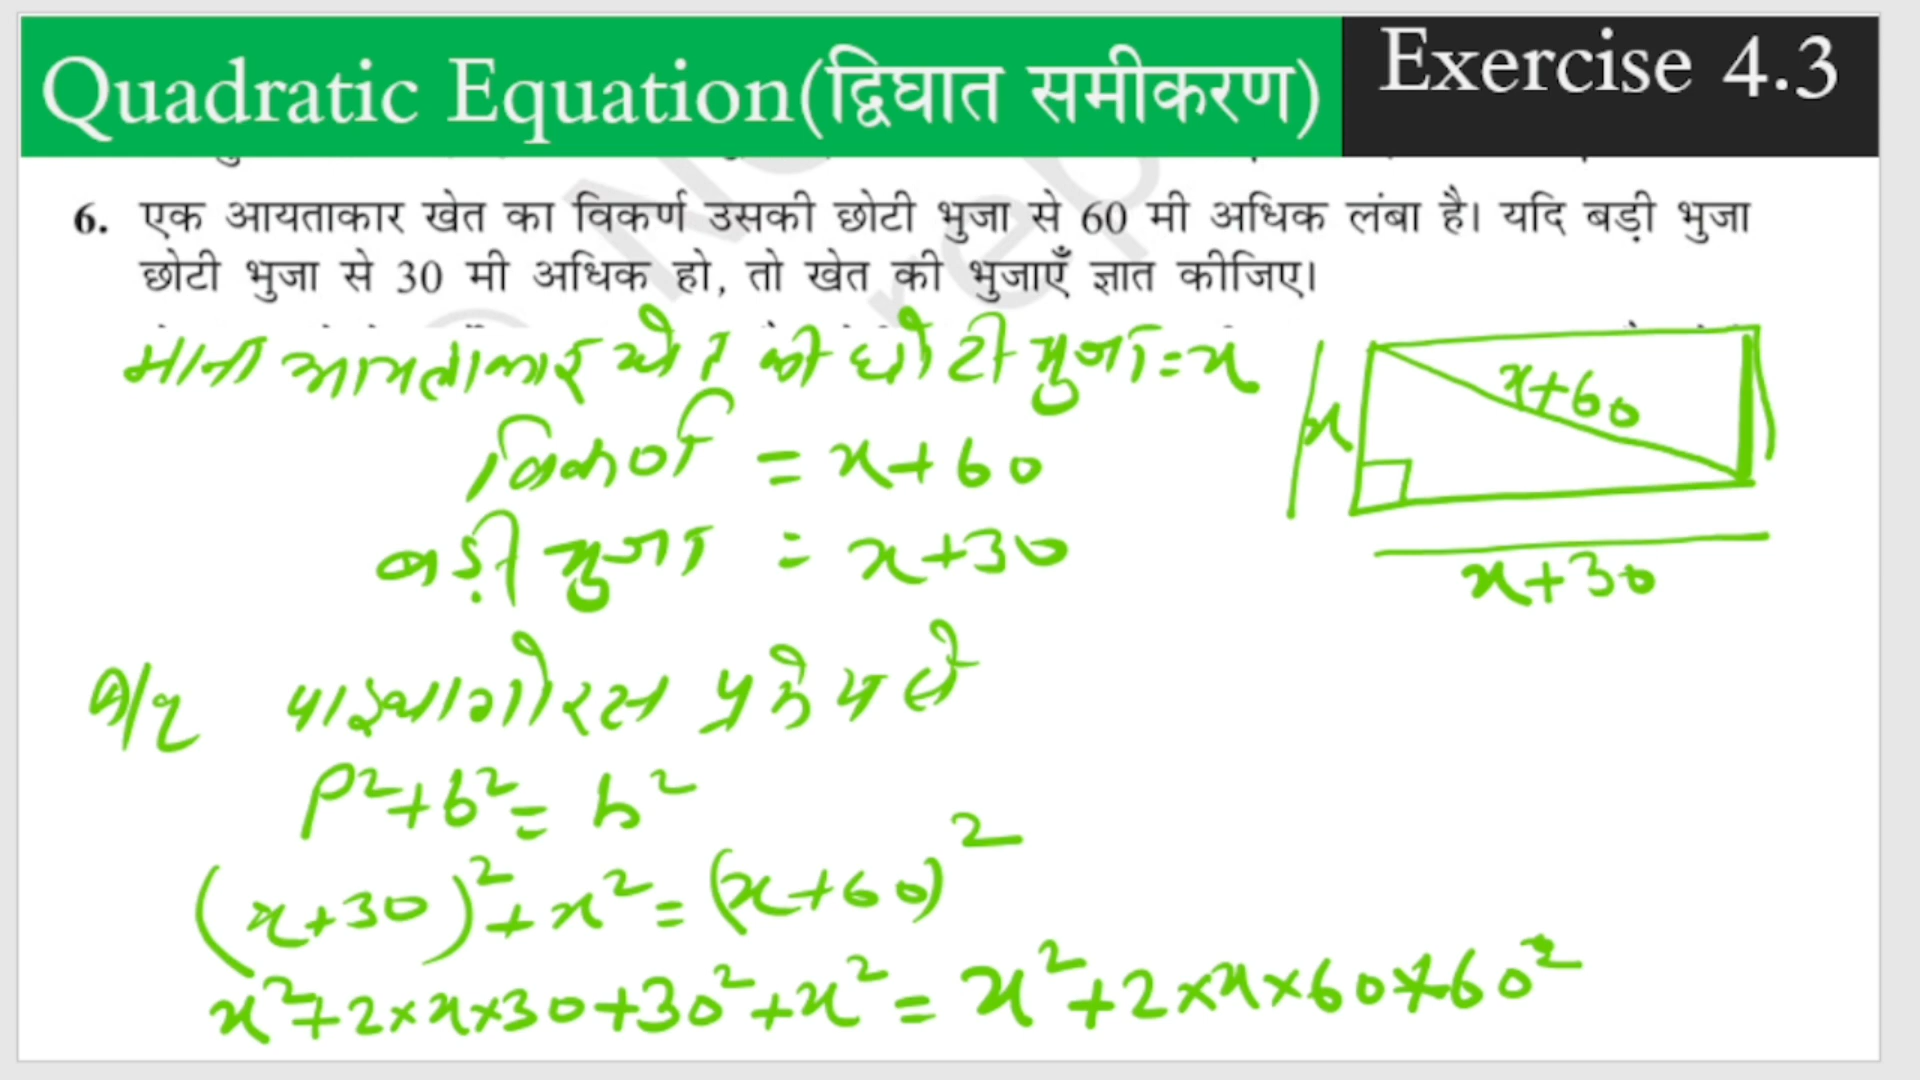 Quadratic Equation(द्विघात समीकरण)
Exercise 4.3
6. एक आयताकार खेत का विकर्ण उसकी छोटी भुजा से 60 मी अधिक लंबा है। यदि बड़ी भुजा
छोटी भुजा से 30 मी अधिक हो, तो खेत की भुजाएँ ज्ञात कीजिए।
माना आयताकार खेत की छोटी भुजा = x
विकर्ण = x+60
बड़ी भुजा = x+30
x
x+60
x+30
पाइथागोरस प्रमेय से
p²+b²=h²
(x+30)²+x²=(x+60)²
x²+2×x×30+30²+x²=x²+2×x×60+60²